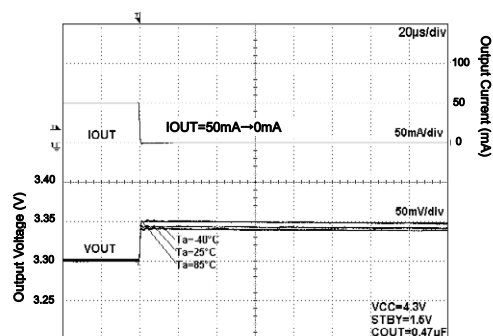 20µs/div
100
50
0
Output Current (mA)
IOUT
IOUT=50mA→0mA
50mA/div
3.40
3.35
3.30
3.25
Output Voltage (V)
50mV/div
VOUT
Ta=-40°C
Ta=25°C
Ta=85°C
VCC=4.3V
STBY=1.5V
COUT=0.47uF